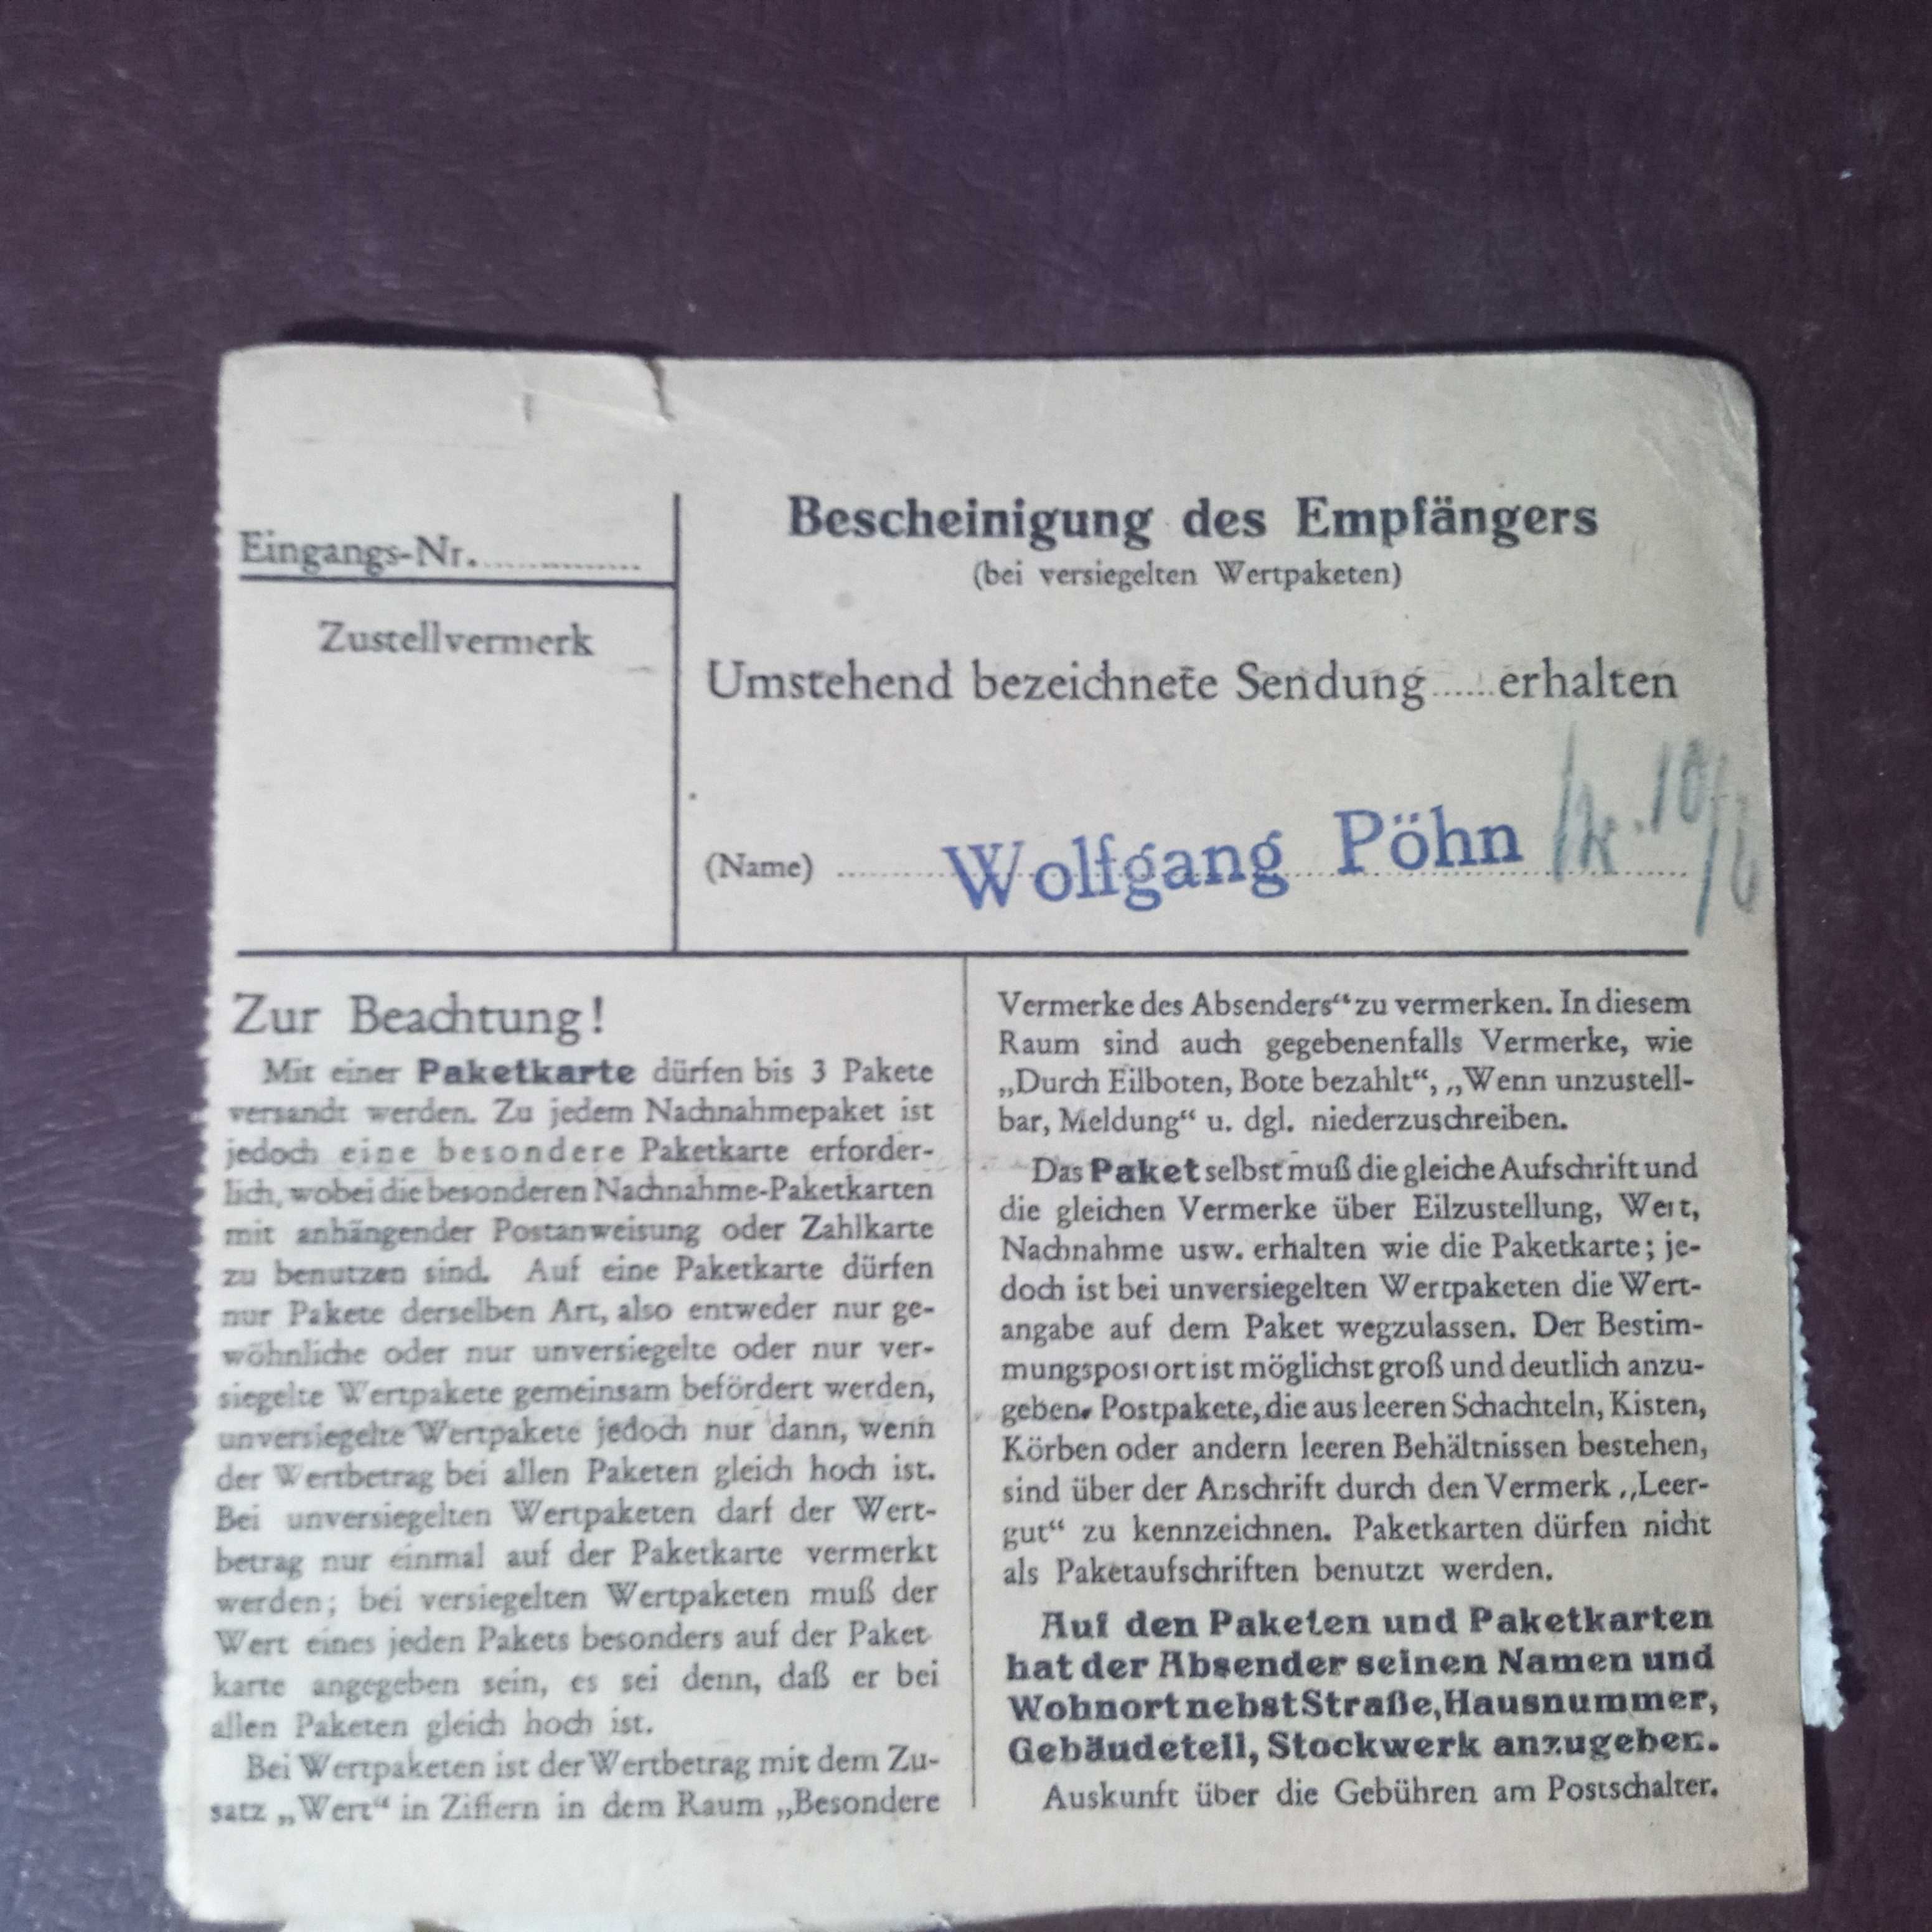 Eingangs-Nr.
Zustellvermerk
Bescheinigung des Empfängers
(bei versiegelten Wertpaketen)
Umstehend bezeichnete Sendung......erhalten
(Name) Wolfgang Pöhn
Zur Beachtung!
Mit einer Paketkarte dürfen bis 3 Pakete
versandt werden. Zu jedem Nachnahmepaket ist
jedoch eine besondere Paketkarte erforder-
lich, wobei die besonderen Nachnahme-Paketkarten
mit anhängender Postanweisung oder Zahlkarte
zu benutzen sind. Auf eine Paketkarte dürfen
nur Pakete derselben Art, also entweder nur ge-
wöhnliche oder nur unversiegelte oder nur ver-
siegelte Wertpakete gemeinsam befördert werden,
unversiegelte Wertpakete jedoch nur dann, wenn
der Wertbetrag bei allen Paketen gleich hoch ist.
Bei unversiegelten Wertpaketen darf der Wert-
betrag nur einmal auf der Paketkarte vermerkt
werden; bei versiegelten Wertpaketen muß der
Wert eines jeden Pakets besonders auf der Paket-
karte angegeben sein, es sei denn, daß er bei
allen Paketen gleich hoch ist.
Bei Wertpaketen ist der Wertbetrag mit dem Zu-
satz „Wert“ in Ziffern in dem Raum „Besondere
Vermerke des Absenders“ zu vermerken. In diesem
Raum sind auch gegebenenfalls Vermerke, wie
„Durch Eilboten, Bote bezahlt“, „Wenn unzustell-
bar, Meldung“ u. dgl. niederzuschreiben.
Das Paket selbst muß die gleiche Aufschrift und
die gleichen Vermerke über Eilzustellung, Wert,
Nachnahme usw. erhalten wie die Paketkarte; je-
doch ist bei unversiegelten Wertpaketen die Wert-
angabe auf dem Paket wegzulassen. Der Bestim-
mungspostort ist möglichst groß und deutlich anzu-
geben. Postpakete, die aus leeren Schachteln, Kisten,
Körben oder andern leeren Behältnissen bestehen,
sind über der Anschrift durch den Vermerk „Leer-
gut“ zu kennzeichnen. Paketkarten dürfen nicht
als Paketaufschriften benutzt werden.
Auf den Paketen und Paketkarten
hat der Absender seinen Namen und
Wohnort nebst Straße, Hausnummer,
Gebäudeteil, Stockwerk anzugeben.
Auskunft über die Gebühren am Postschalter.